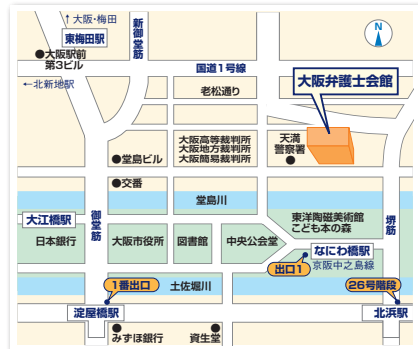 ↑大阪・梅田
東梅田駅
新御堂筋
N
●大阪駅前
第3ビル
国道1号線
←北新地駅
老松通り
大阪弁護士会館
●堂島ビル
大阪高等裁判所
大阪地方裁判所
大阪簡易裁判所
天満
警察署
●
●交番
堂島川
大江橋駅
御堂筋
東洋陶磁美術館
こども本の森
堺筋
日本銀行
大阪市役所
図書館
中央公会堂
なにわ橋駅
出口1
京阪中之島線
1番出口
土佐堀川
26号階段
淀屋橋駅
北浜駅
みずほ銀行
資生堂